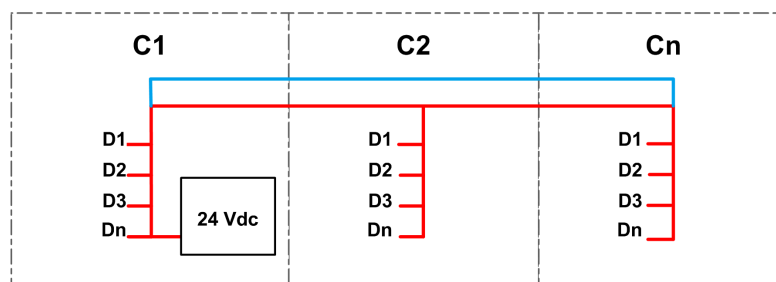 C1 C2 Cn
D1 D1 D1
D2 D2 D2
D3 D3 D3
Dn Dn Dn
24 Vdc